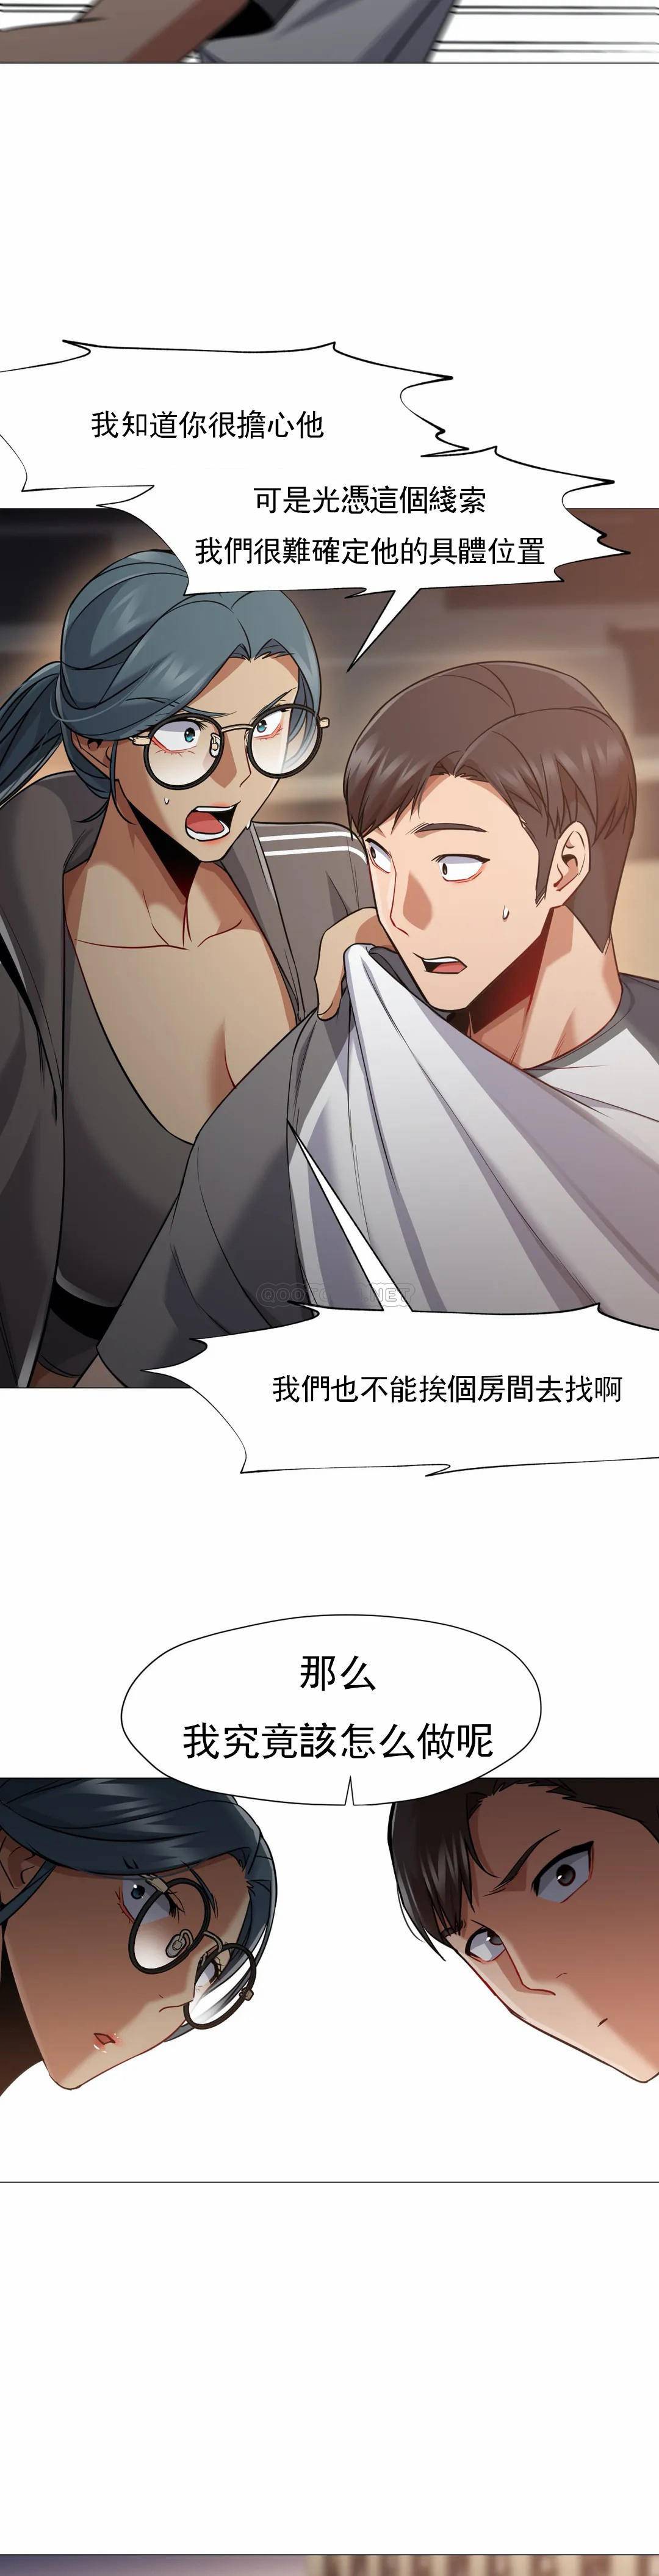 我知道你很擔心他
可是光憑這個綫索
我們很難確定他的具體位置
我們也不能挨個房間去找啊
那么
我究竟該怎么做呢